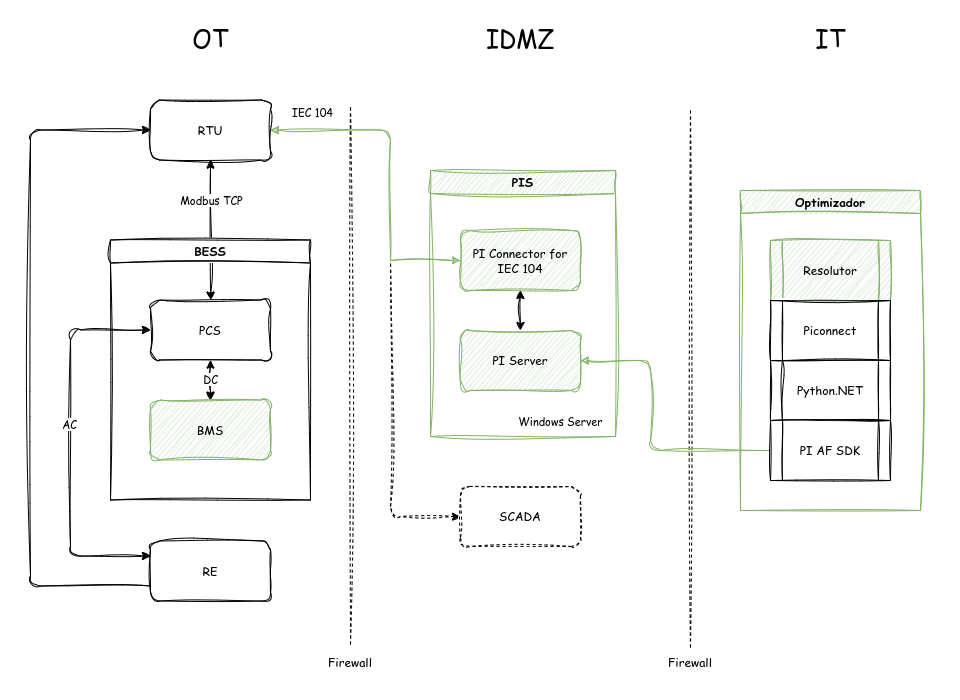 OT
IDMZ
IT
IEC 104
RTU
Modbus TCP
BESS
PCS
DC
BMS
AC
RE
Firewall
PIS
PI Connector for
IEC 104
PI Server
Windows Server
SCADA
Firewall
Optimizador
Resolutor
Piconnect
Python.NET
PI AF SDK